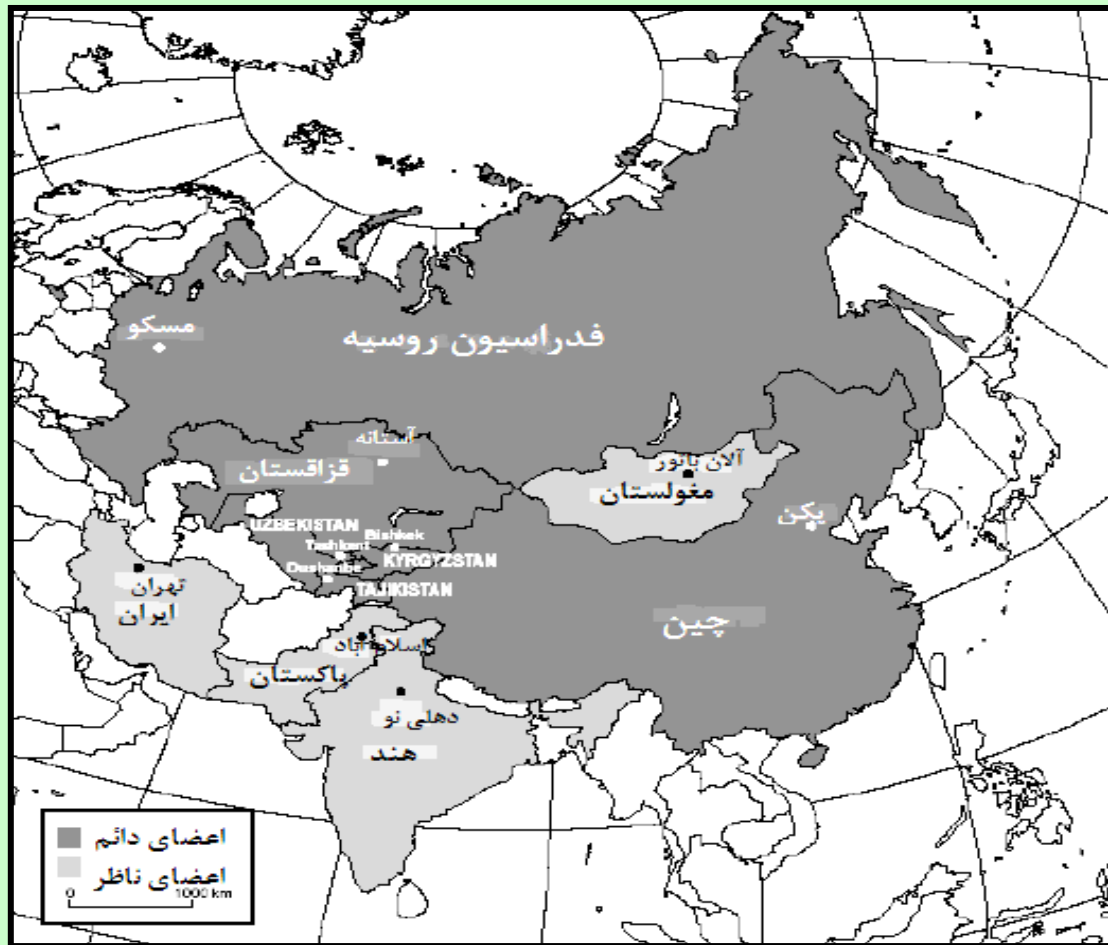 مسکو
فدراسیون روسیه
آستانه
قزاقستان
آلان باتور
مغولستان
پکن
UZBEKISTAN
Tashkent
Bishkek
KYRGYZSTAN
Dushanbe
TAJIKISTAN
تهران
ایران
چین
اسلام آباد
پاکستان
دهلی نو
هند
اعضای دائم
اعضای ناظر
0 1000 km